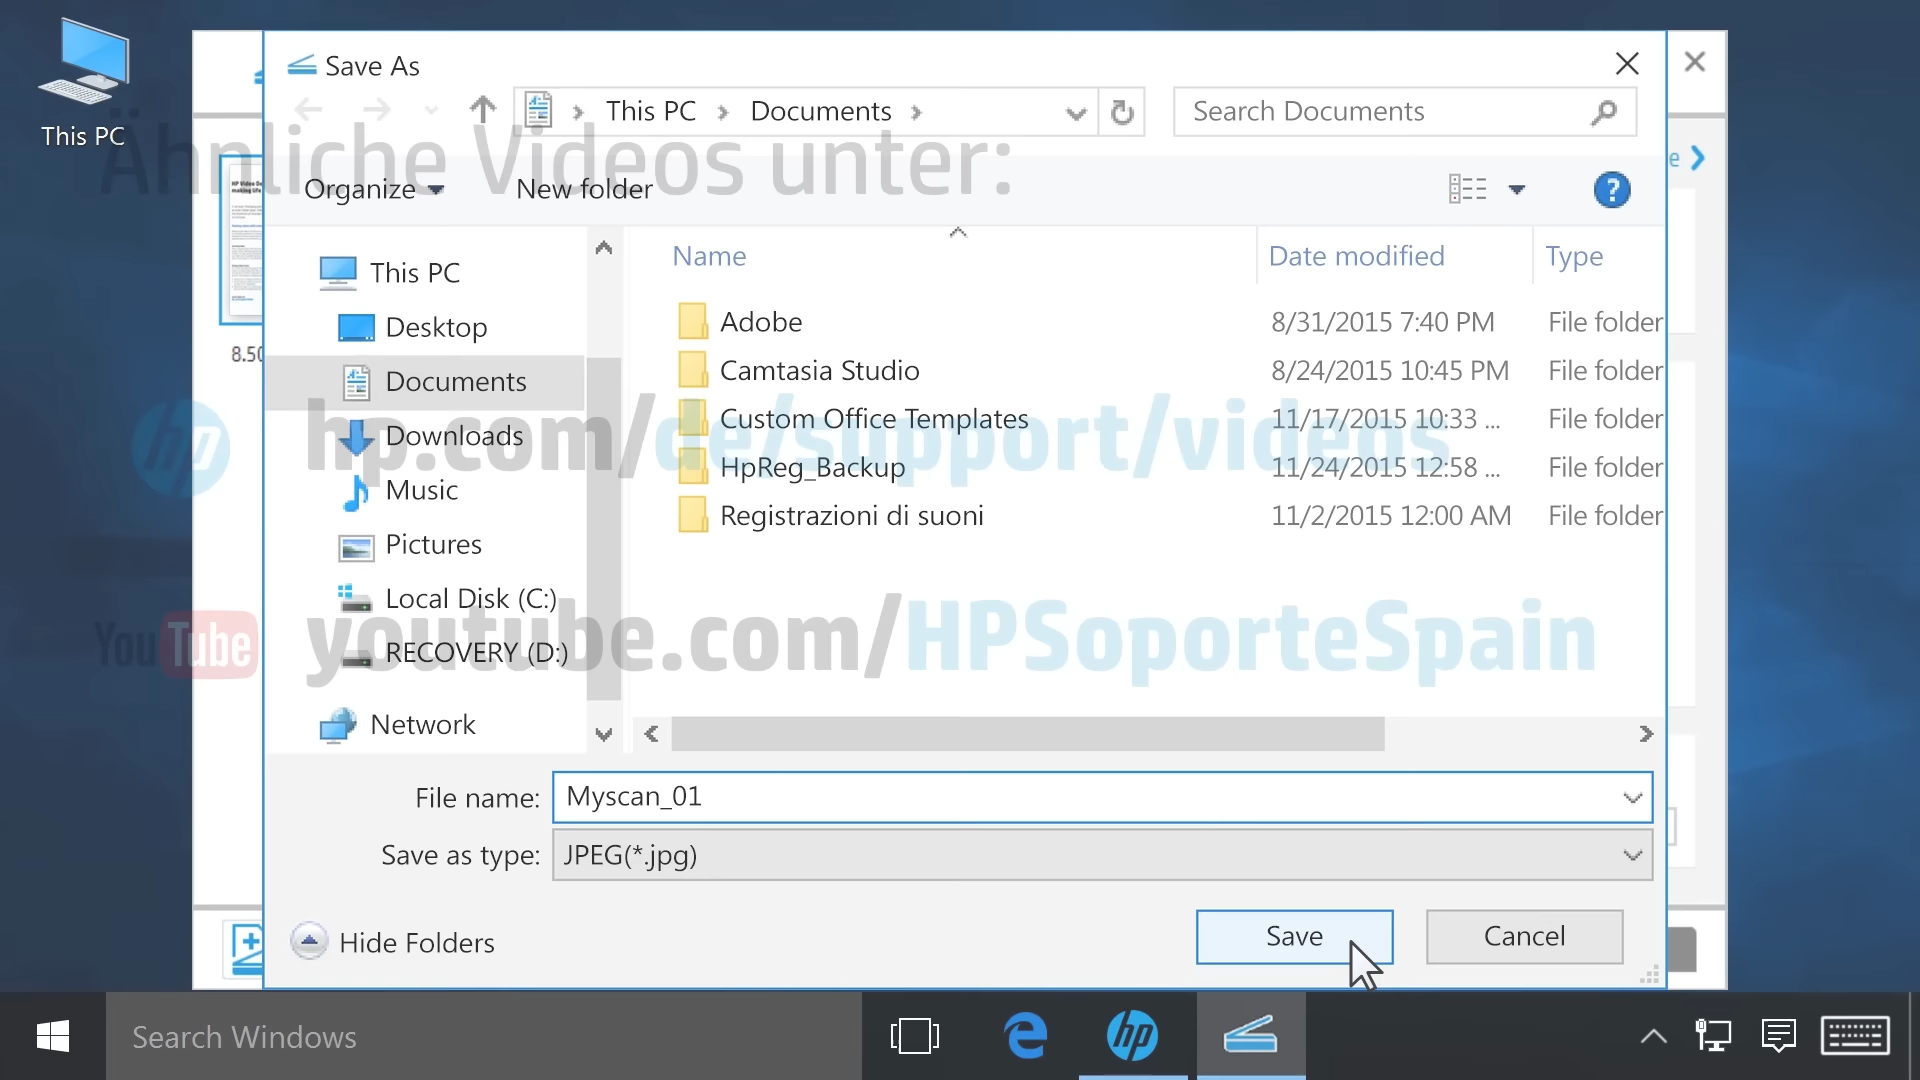 This PC
Save As
This PC
Documents
Search Documents
Ähnliche Videos unter:
Organize
New folder
?
Name
Date modified
Type
This PC
Desktop
Documents
Downloads
Music
Pictures
Local Disk (C:)
RECOVERY (D:)
Network
Adobe 8/31/2015 7:40 PM File folder
Camtasia Studio 8/24/2015 10:45 PM File folder
Custom Office Templates 11/17/2015 10:33 ... File folder
HpReg_Backup 11/24/2015 12:58 ... File folder
Registrazioni di suoni 11/2/2015 12:00 AM File folder
hp
hp.com/de/support/videos
YouTube
youtube.com/HPSoporteSpain
8.50
File name: Myscan_01
Save as type: JPEG(*.jpg)
Hide Folders
Save
Cancel
Search Windows
hp